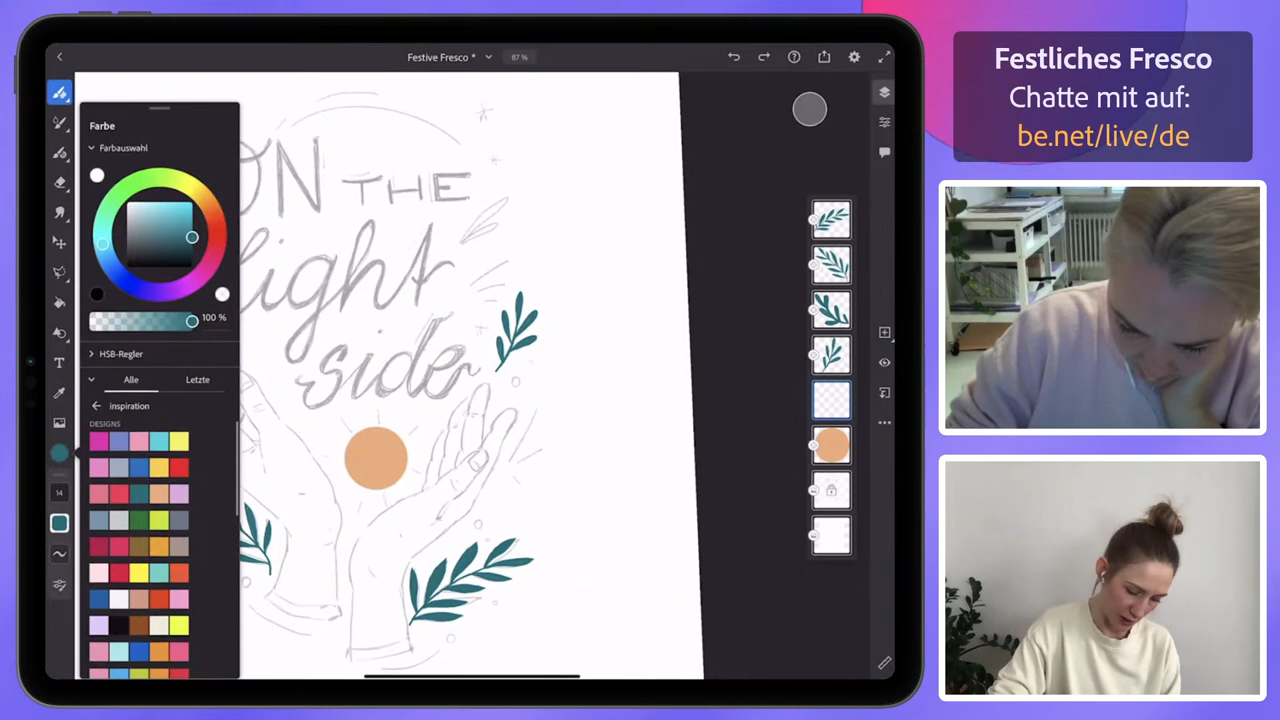 Festive Fresco *
87 %
Farbe
Farbauswahl
100 %
HSB-Regler
Alle
Letzte
inspiration
DESIGNS
14
T
ON THE
light
side
Festliches Fresco
Chatte mit auf:
be.net/live/de